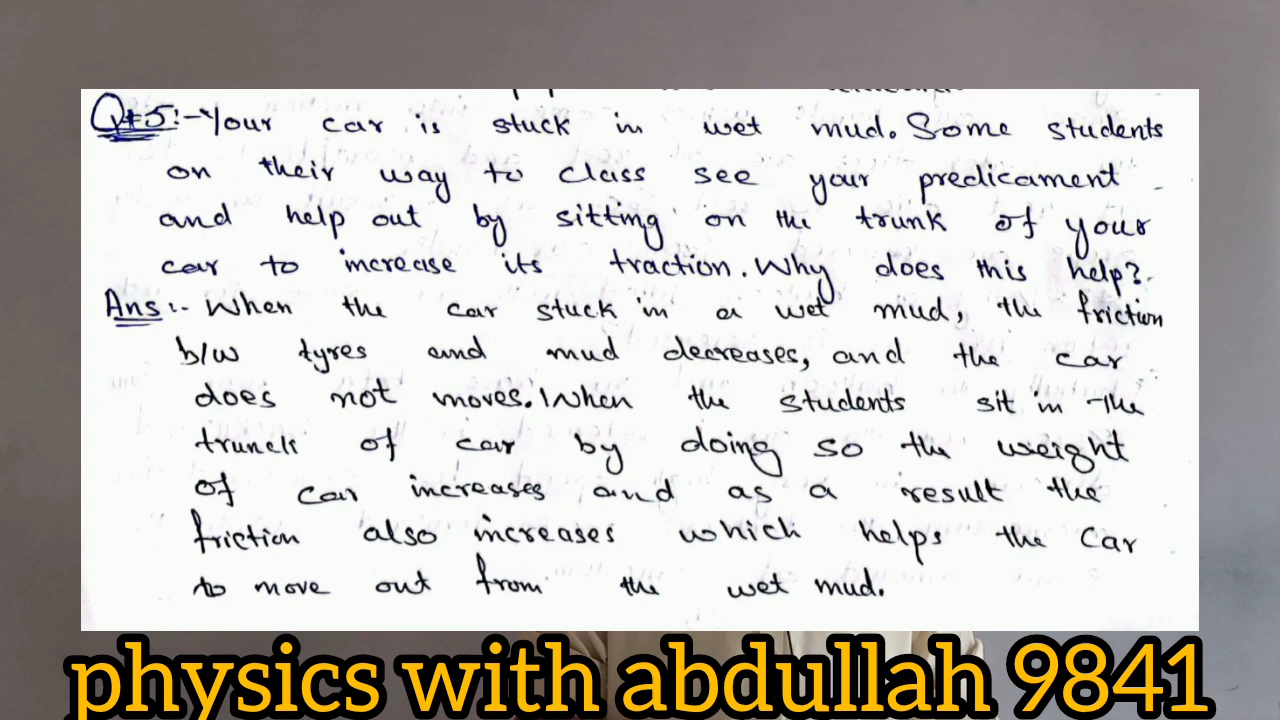 Q#5:- Your car is stuck in wet mud. Some students
on their way to class see your predicament
and help out by sitting on the trunk of your
car to increase its traction. Why does this help?
Ans:- When the car stuck in a wet mud, the friction
b/w tyres and mud decreases, and the car
does not moves. When the students sit in the
trunck of car by doing so the weight
of car increases and as a result the
friction also increases which helps the car
to move out from the wet mud.
physics with abdullah 9841